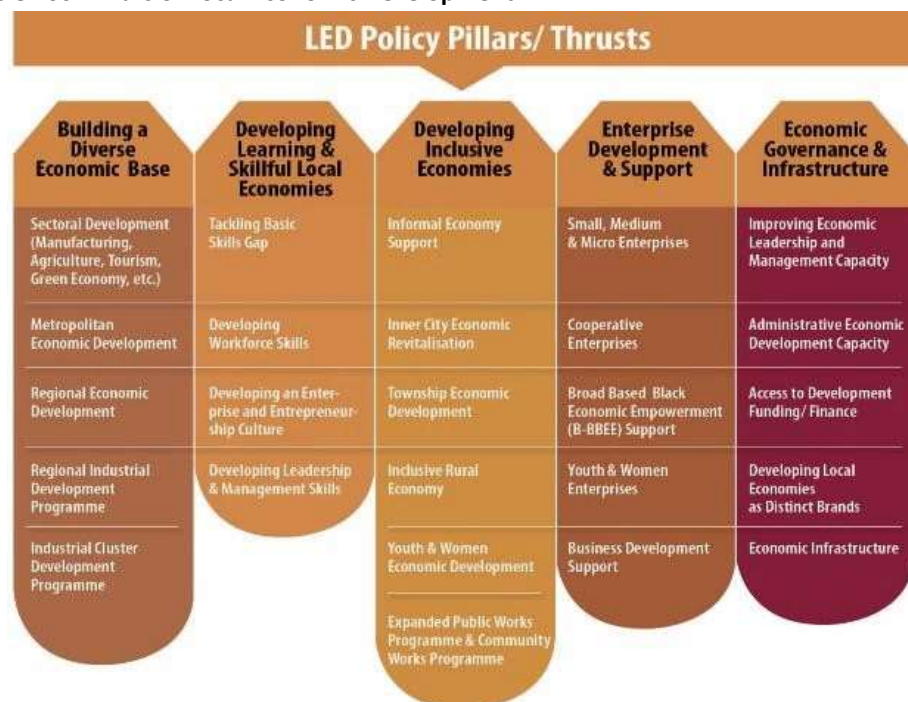 LED Policy Pillars/ Thrusts
Building a
Diverse
Economic Base
Sectoral Development
(Manufacturing,
Agriculture, Tourism,
Green Economy, etc.)
Metropolitan
Economic Development
Regional Economic
Development
Regional Industrial
Development
Programme
Industrial Cluster
Development
Programme
Developing
Learning &
Skillful Local
Economies
Tackling Basic
Skills Gap
Developing
Workforce Skills
Developing an Enter-
prise and Entrepreneur-
ship Culture
Developing Leadership
& Management Skills
Developing
Inclusive
Economies
Informal Economy
Support
Inner City Economic
Revitalisation
Township Economic
Development
Inclusive Rural
Economy
Youth & Women
Economic Development
Expanded Public Works
Programme & Community
Works Programme
Enterprise
Development
& Support
Small, Medium
& Micro Enterprises
Cooperative
Enterprises
Broad Based Black
Economic Empowerment
(B-BBEE) Support
Youth & Women
Enterprises
Business Development
Support
Economic
Governance &
Infrastructure
Improving Economic
Leadership and
Management Capacity
Administrative Economic
Development Capacity
Access to Development
Funding/ Finance
Developing Local
Economies
as Distinct Brands
Economic Infrastructure